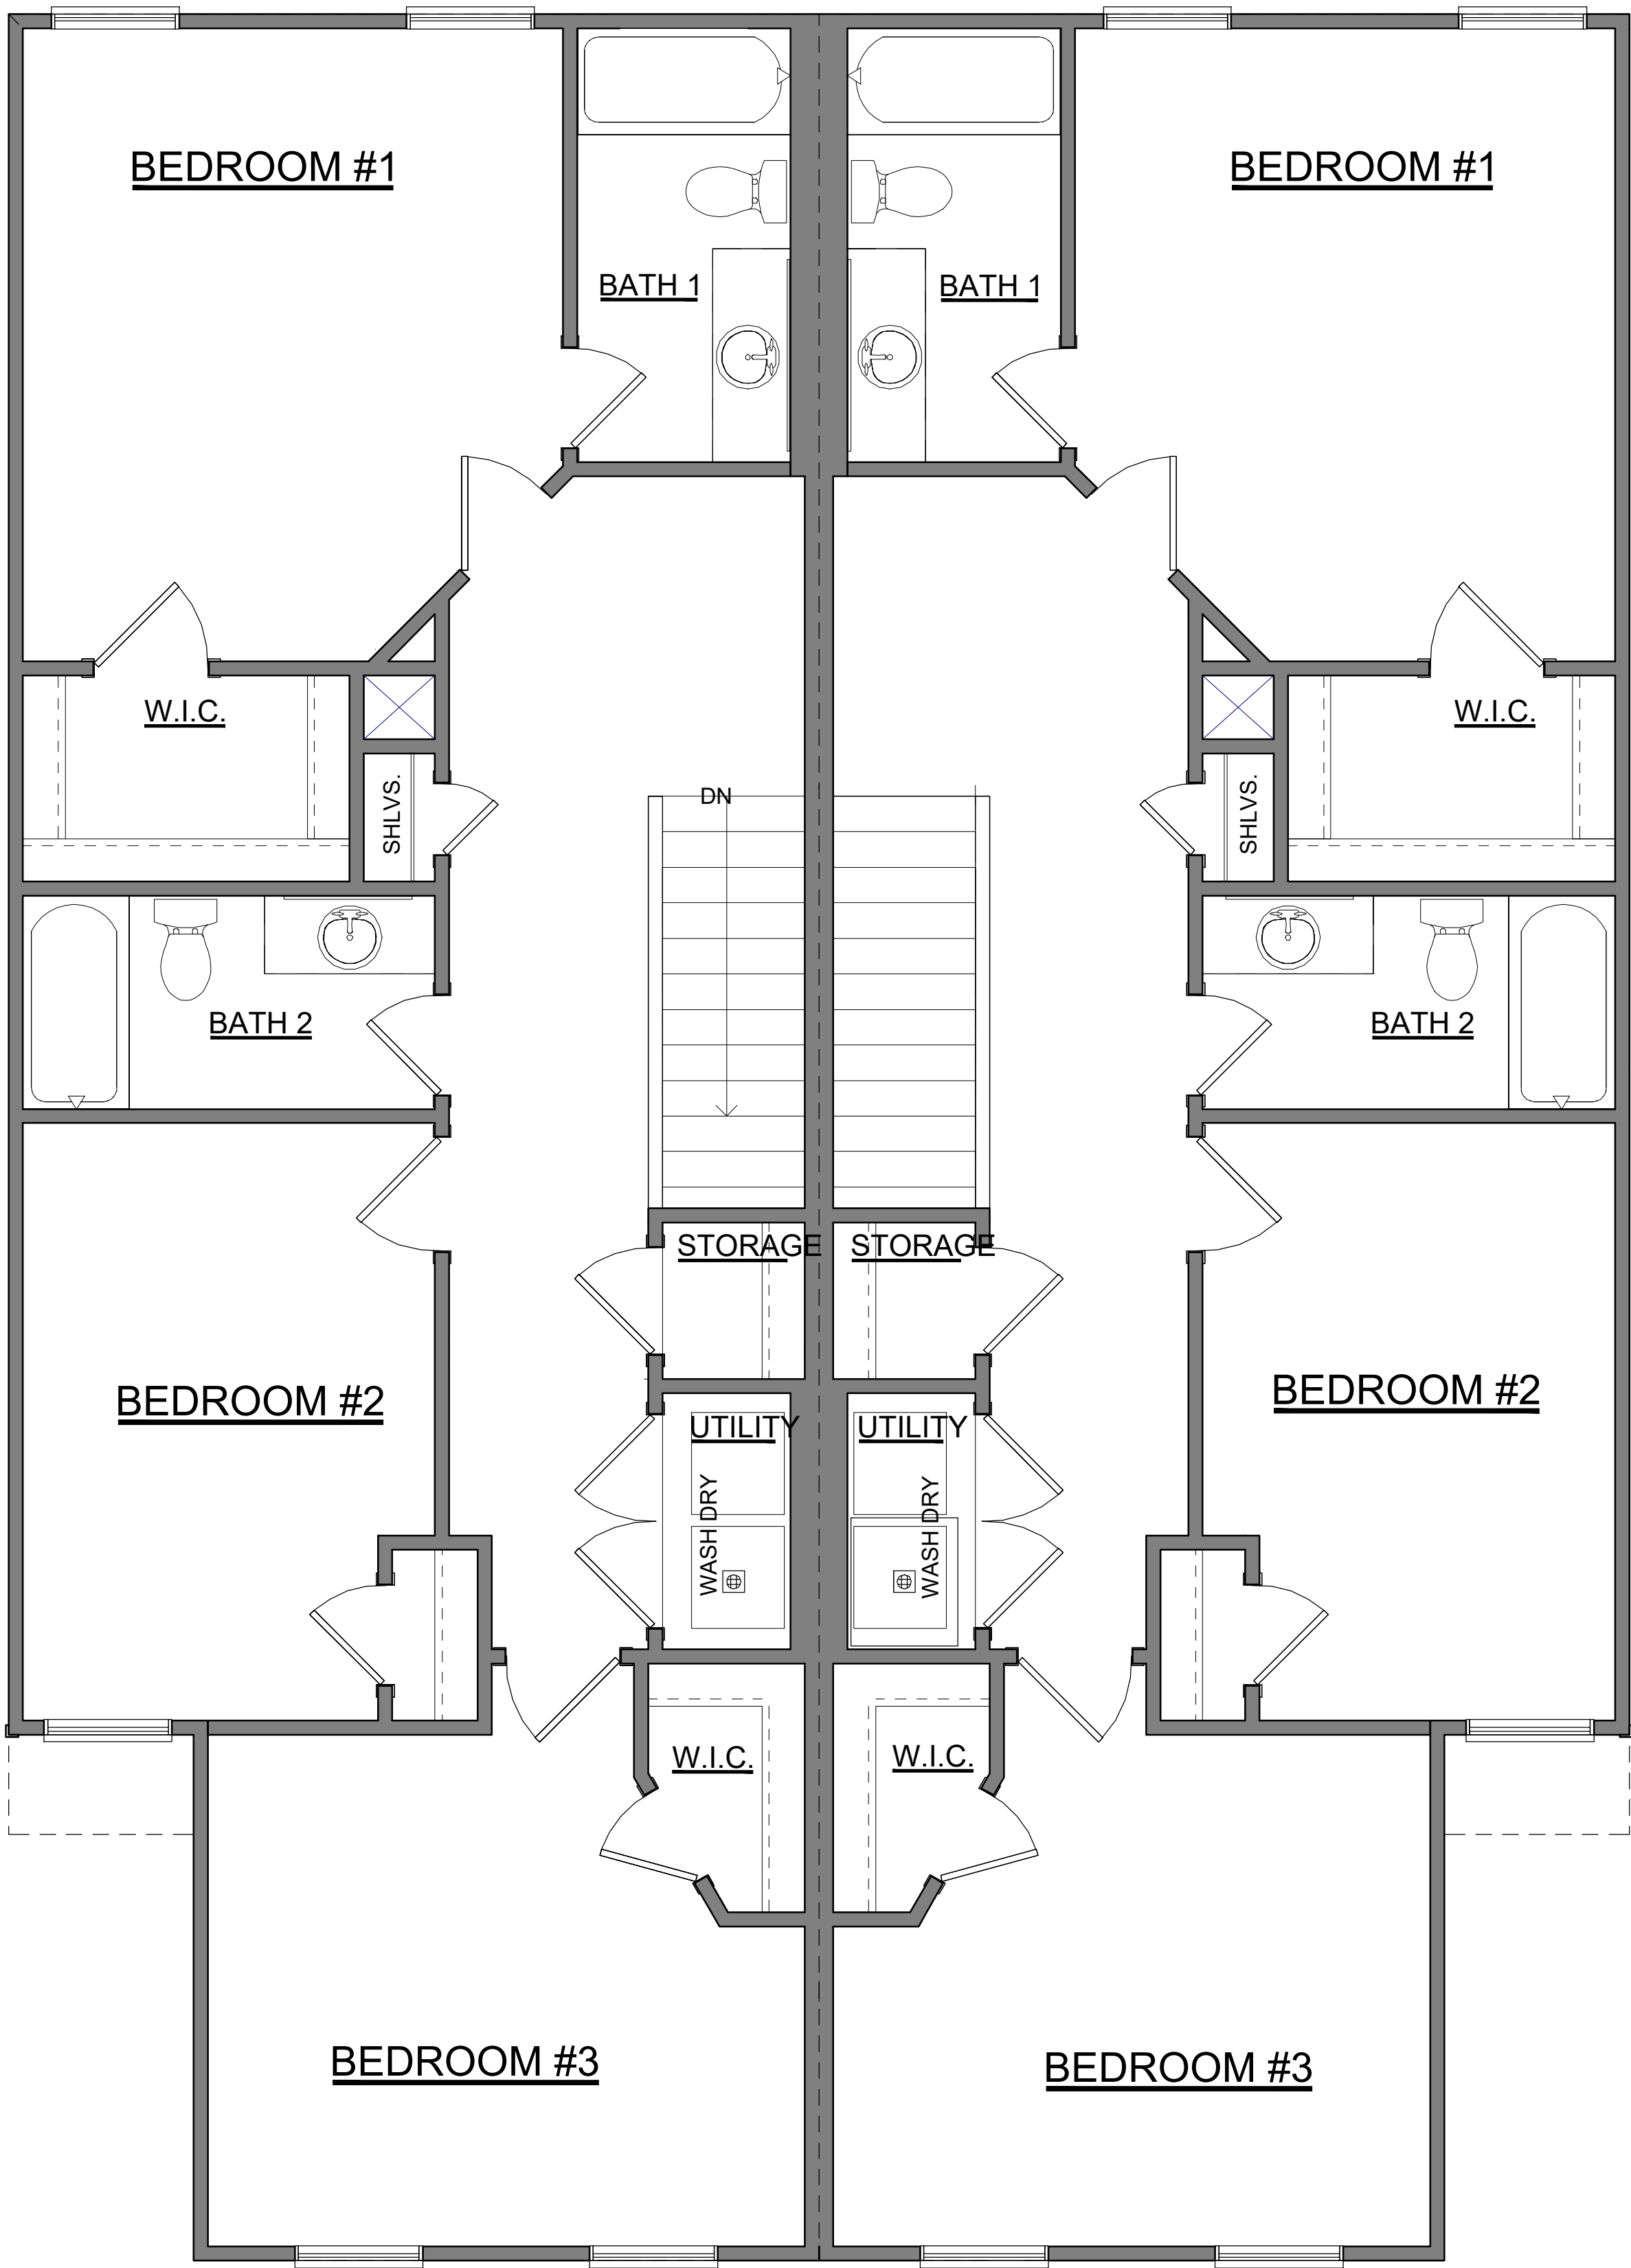 BEDROOM #1
BEDROOM #1
BATH 1
BATH 1
W.I.C.
W.I.C.
DN
SHLVS.
SHLVS.
BATH 2
BATH 2
STORAGE
STORAGE
BEDROOM #2
BEDROOM #2
UTILITY
UTILITY
WASH DRY
WASH DRY
W.I.C.
W.I.C.
BEDROOM #3
BEDROOM #3